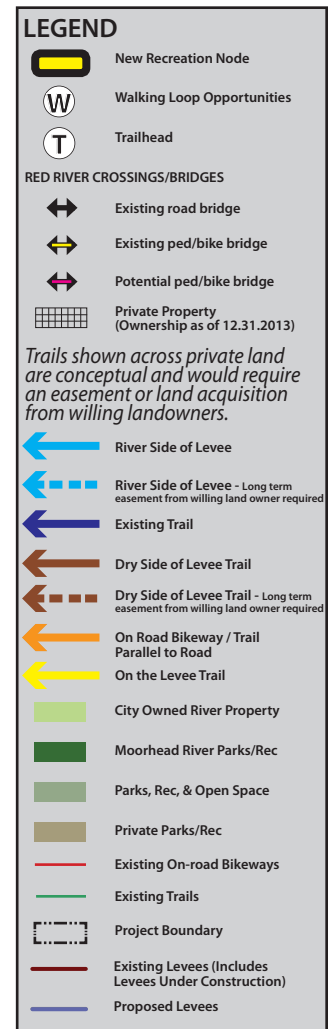 LEGEND
New Recreation Node
W
Walking Loop Opportunities
T
Trailhead
RED RIVER CROSSINGS/BRIDGES
Existing road bridge
Existing ped/bike bridge
Potential ped/bike bridge
Private Property
(Ownership as of 12.31.2013)
Trails shown across private land
are conceptual and would require
an easement or land acquisition
from willing landowners.
River Side of Levee
River Side of Levee - Long term
easement from willing land owner required
Existing Trail
Dry Side of Levee Trail
Dry Side of Levee Trail - Long term
easement from willing land owner required
On Road Bikeway / Trail
Parallel to Road
On the Levee Trail
City Owned River Property
Moorhead River Parks/Rec
Parks, Rec, & Open Space
Private Parks/Rec
Existing On-road Bikeways
Existing Trails
Project Boundary
Existing Levees (Includes
Levees Under Construction)
Proposed Levees